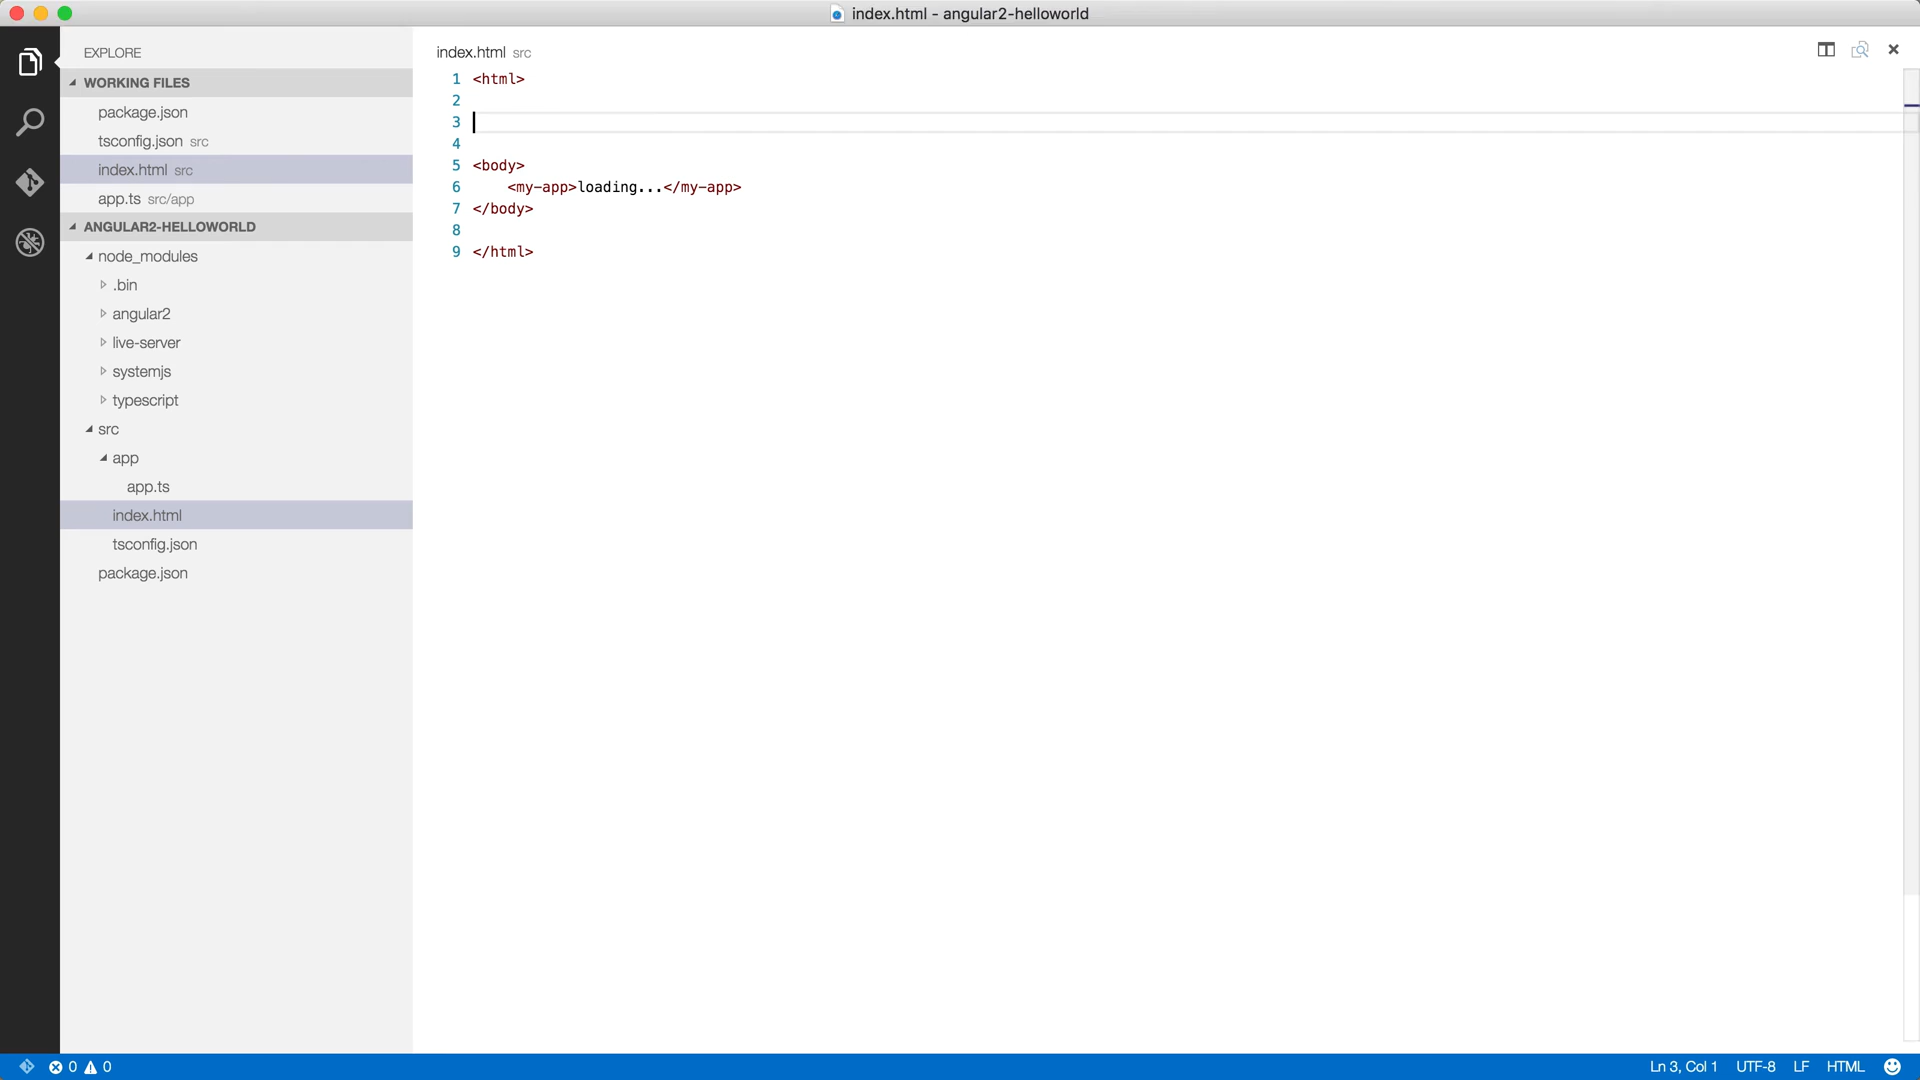 index.html - angular2-helloworld
EXPLORE
WORKING FILES
package.json
tsconfig.json src
index.html src
app.ts src/app
ANGULAR2-HELLOWORLD
node_modules
.bin
angular2
live-server
systemjs
typescript
src
app
app.ts
index.html
tsconfig.json
package.json
index.html src
1 <html>
2
3
4
5 <body>
6     <my-app>loading...</my-app>
7 </body>
8
9 </html>
0 0
Ln 3, Col 1 UTF-8 LF HTML